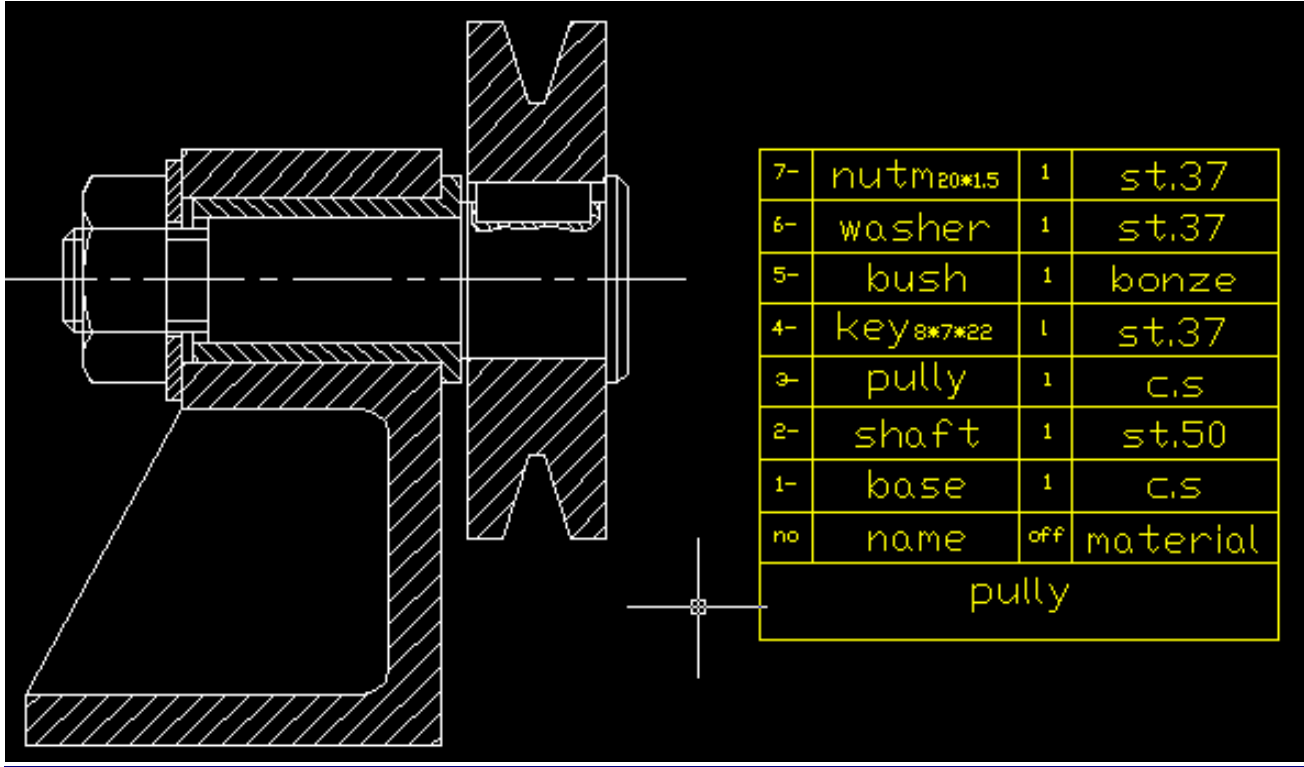 7- nutm20*1.5 1 st.37
6- washer 1 st.37
5- bush 1 bonze
4- key8*7*22 1 st.37
3- pully 1 c.s
2- shaft 1 st.50
1- base 1 c.s
no name off material
pully